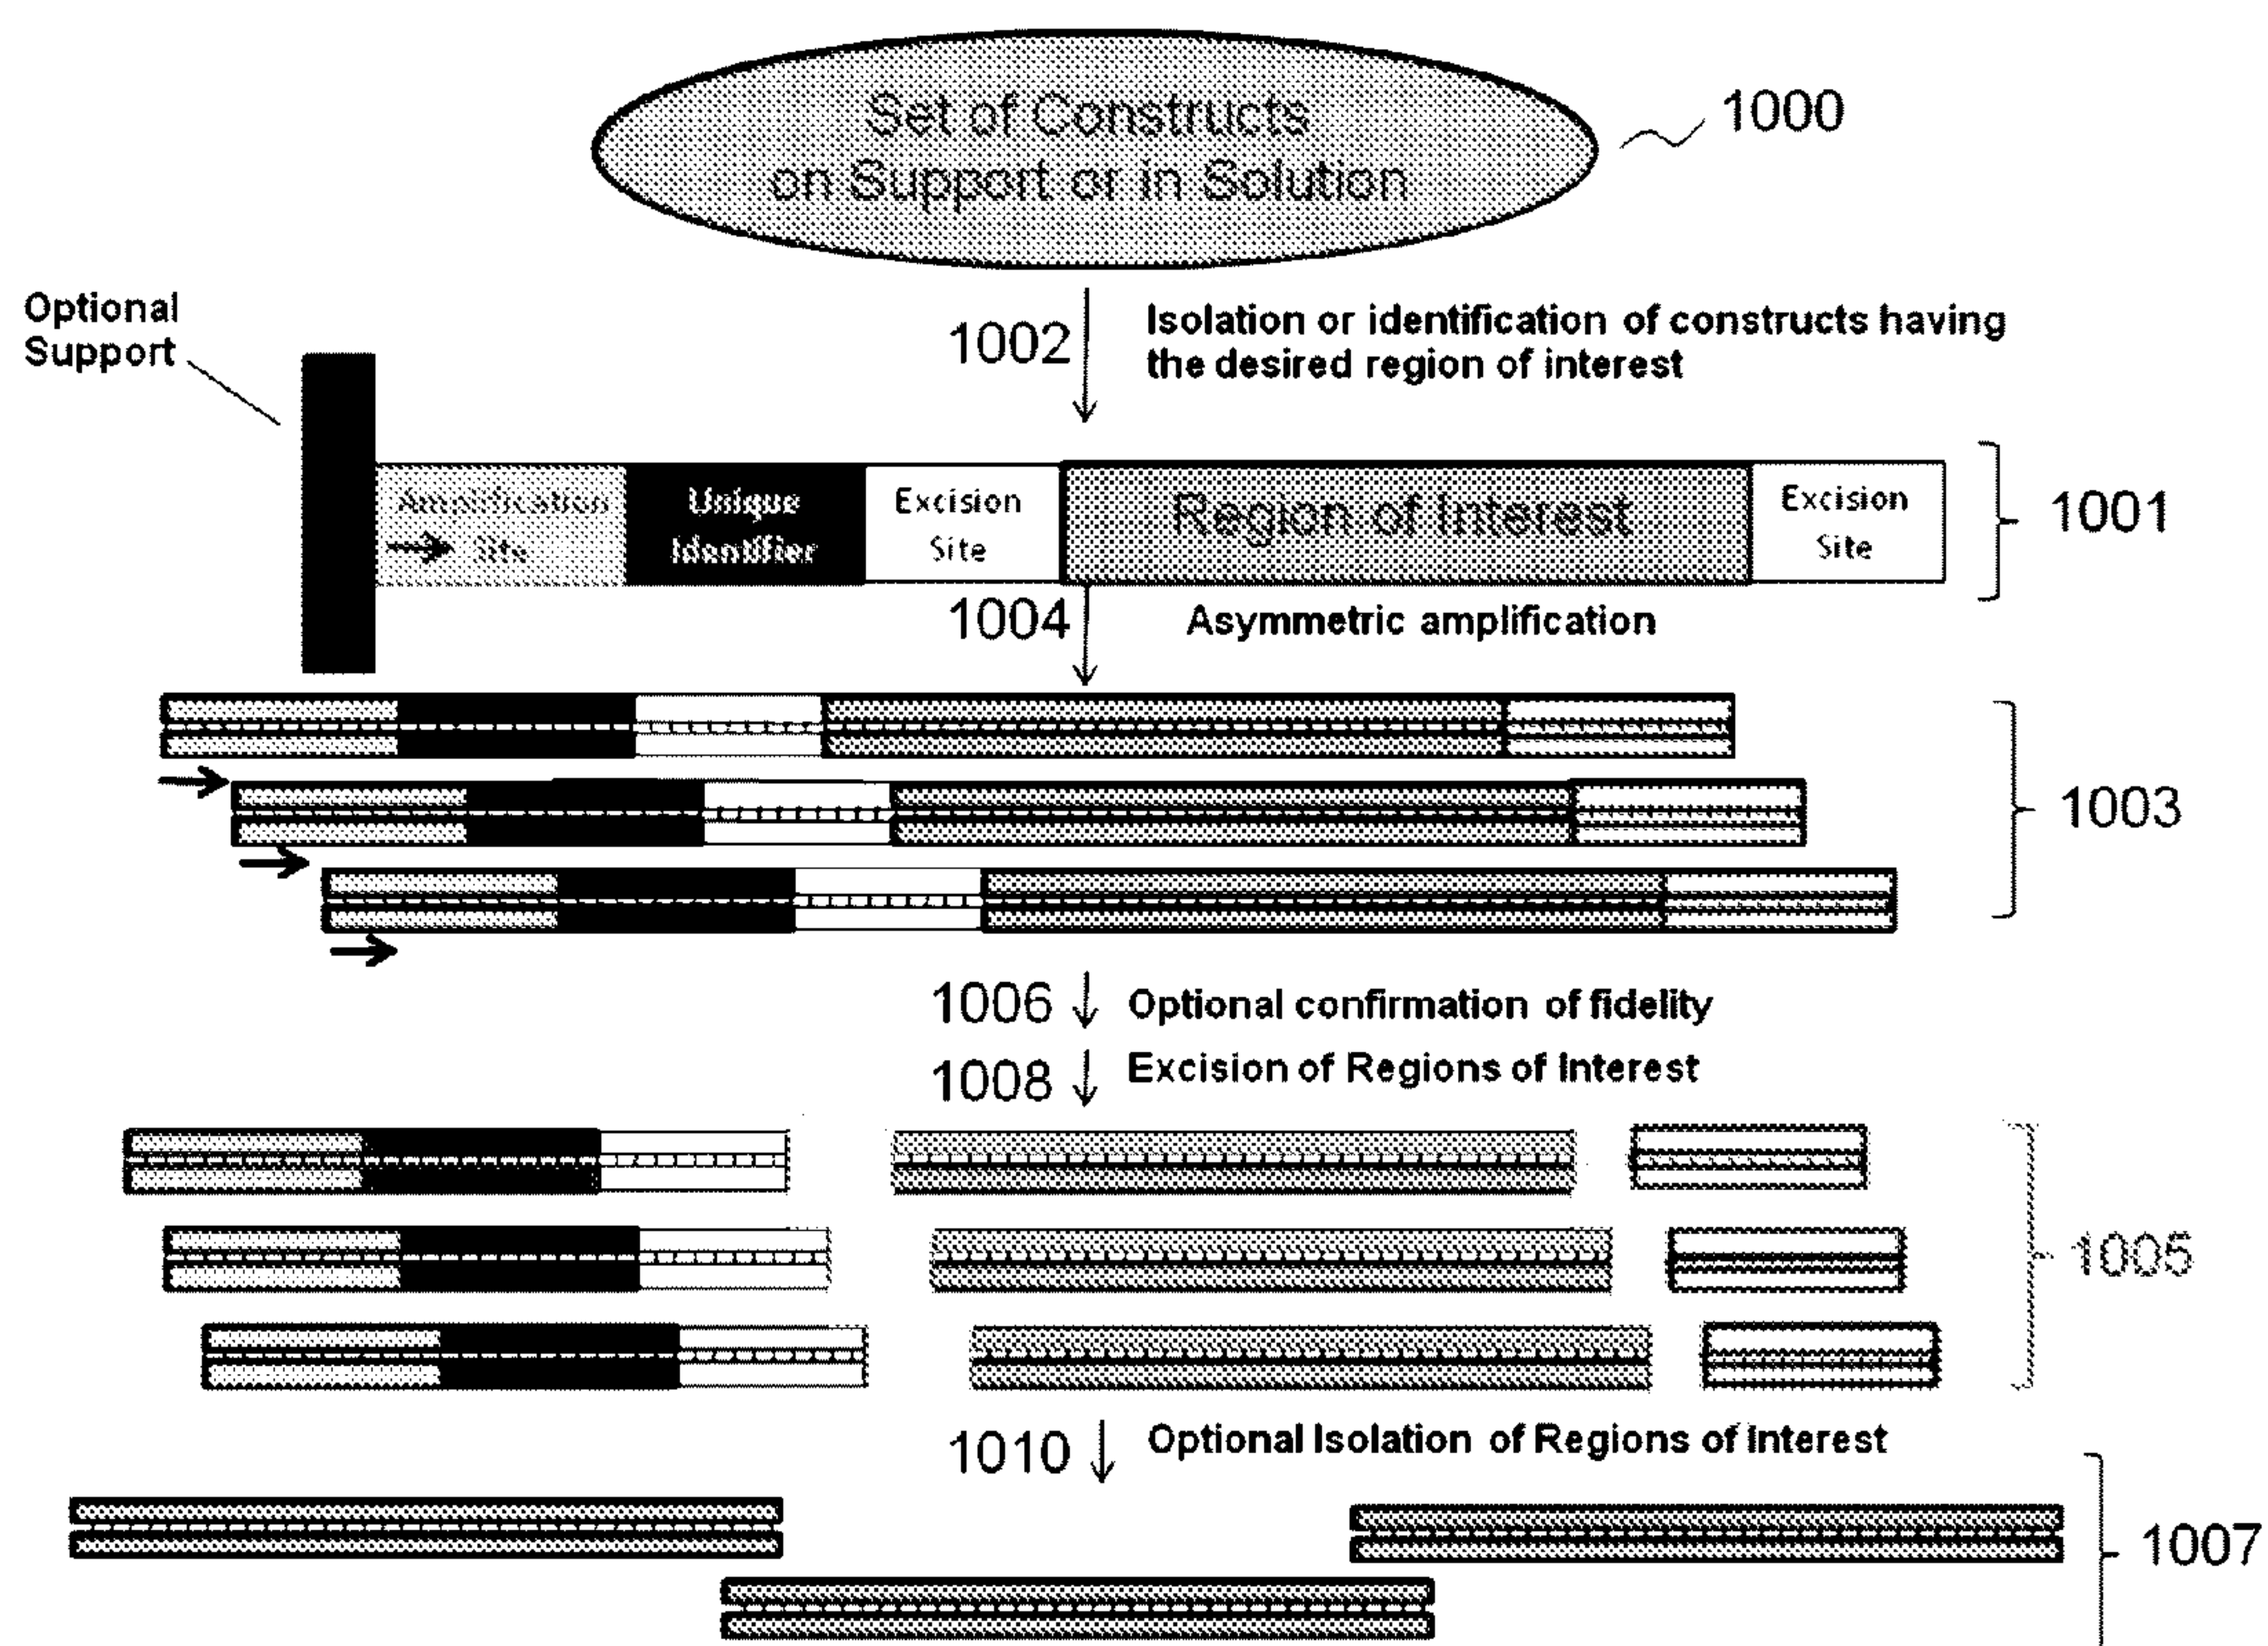 Set of Constructs
on Support or in Solution
1000
Optional
Support
1002
Isolation or identification of constructs having
the desired region of interest
Amplification
Site
Unique
Identifier
Excision
Site
Region of Interest
Excision
Site
1001
1004
Asymmetric amplification
1003
1006
Optional confirmation of fidelity
1008
Excision of Regions of Interest
1005
1010
Optional Isolation of Regions of Interest
1007